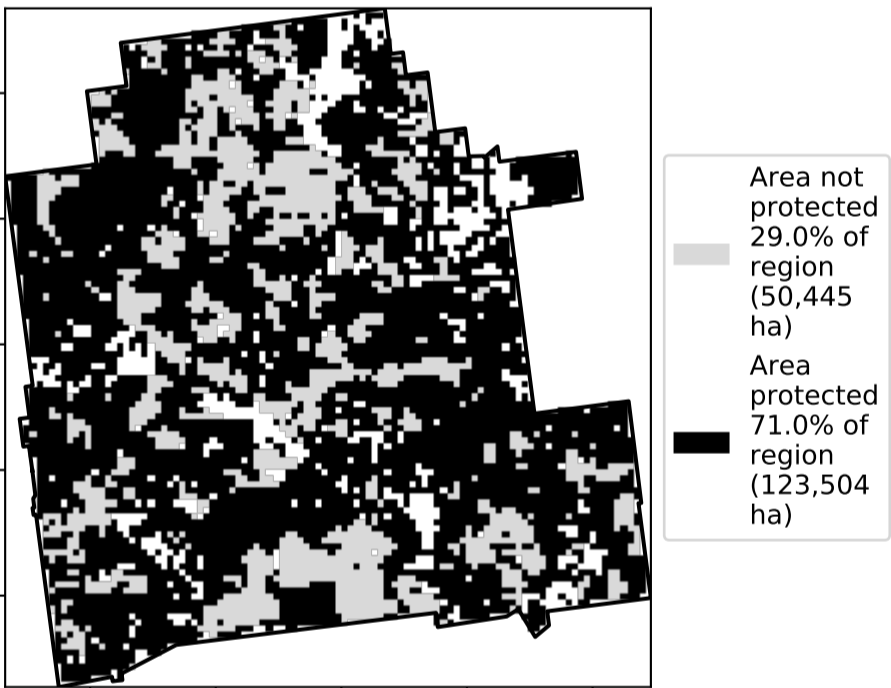 Area not
protected
29.0% of
region
(50,445
ha)
Area
protected
71.0% of
region
(123,504
ha)